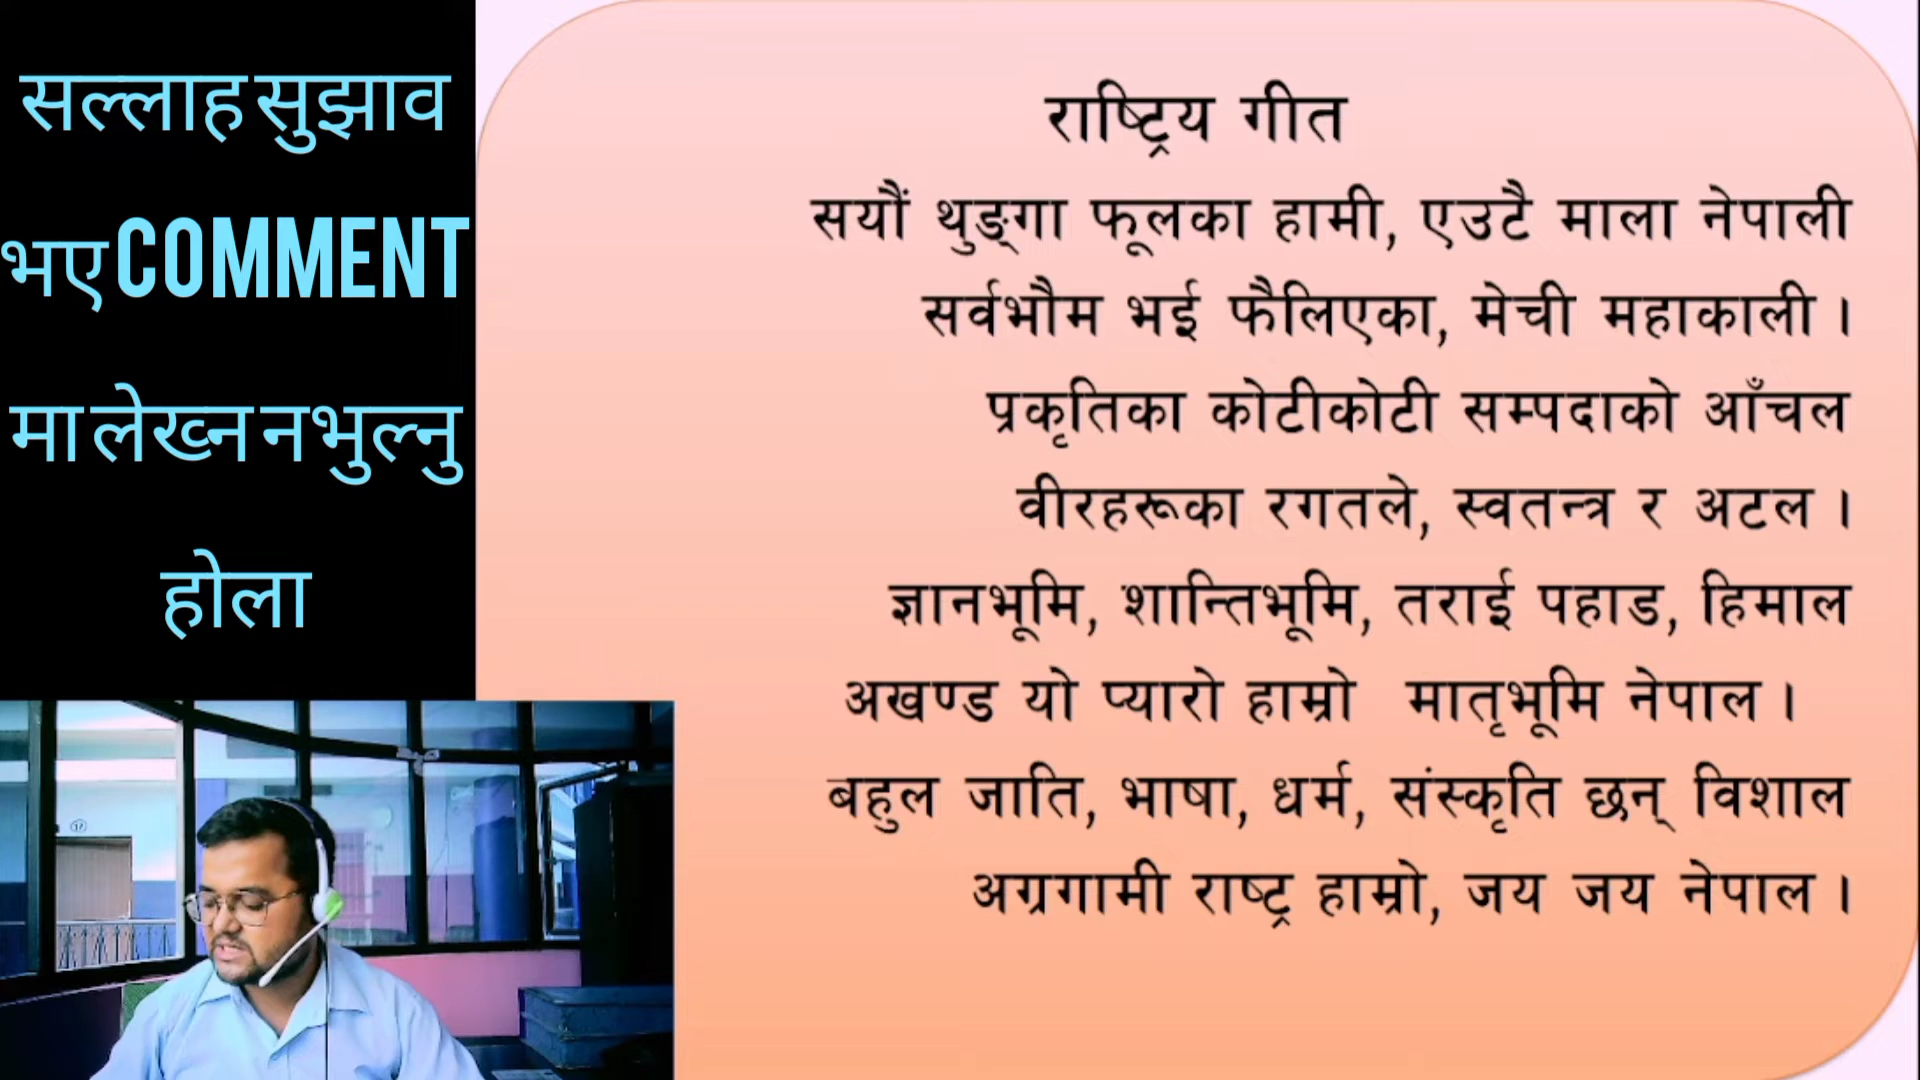 सल्लाह सुझाव
भए COMMENT
मा लेख्न नभुल्नु
होला
राष्ट्रिय गीत
सयौं थुङ्गा फूलका हामी, एउटै माला नेपाली
सर्वभौम भई फैलिएका, मेची महाकाली ।
प्रकृतिका कोटीकोटी सम्पदाको आँचल
वीरहरूका रगतले, स्वतन्त्र र अटल ।
ज्ञानभूमि, शान्तिभूमि, तराई पहाड, हिमाल
अखण्ड यो प्यारो हाम्रो मातृभूमि नेपाल ।
बहुल जाति, भाषा, धर्म, संस्कृति छन् विशाल
अग्रगामी राष्ट्र हाम्रो, जय जय नेपाल ।
17